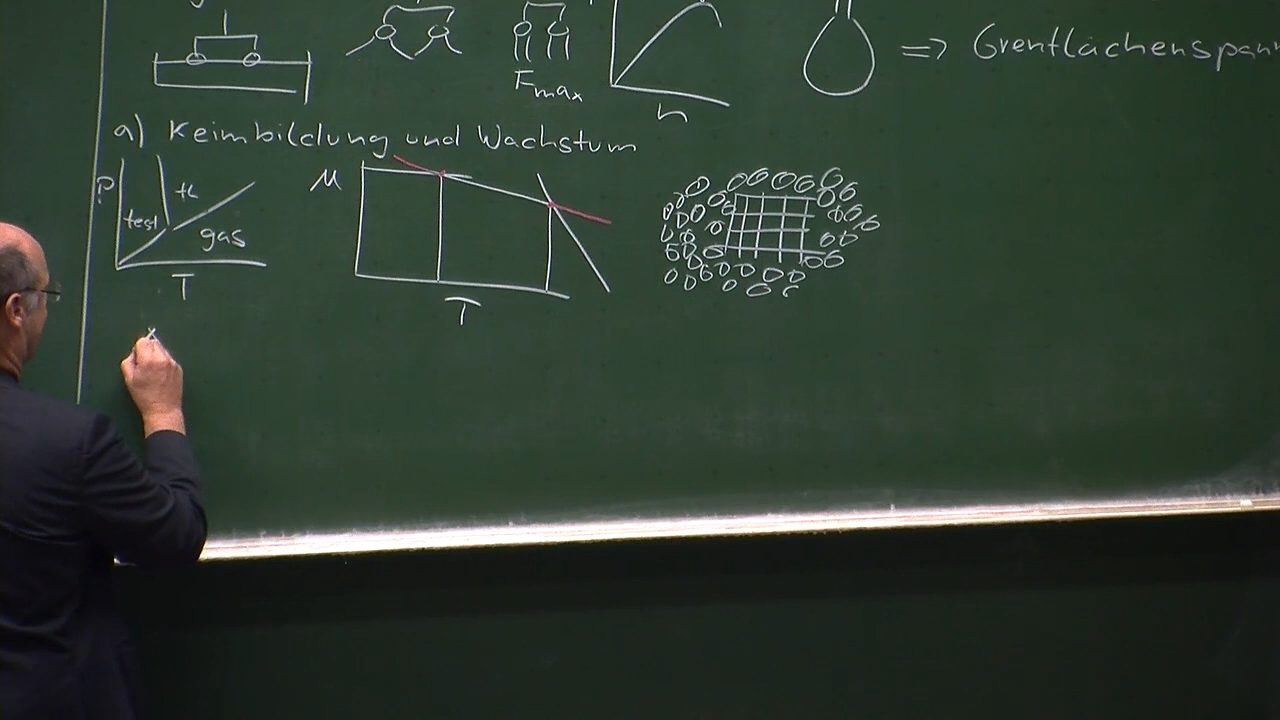 Fmax
h
=> Grenflächenspann
a) Keimbildung und Wachstum
P
fest
fl
gas
T
M
T